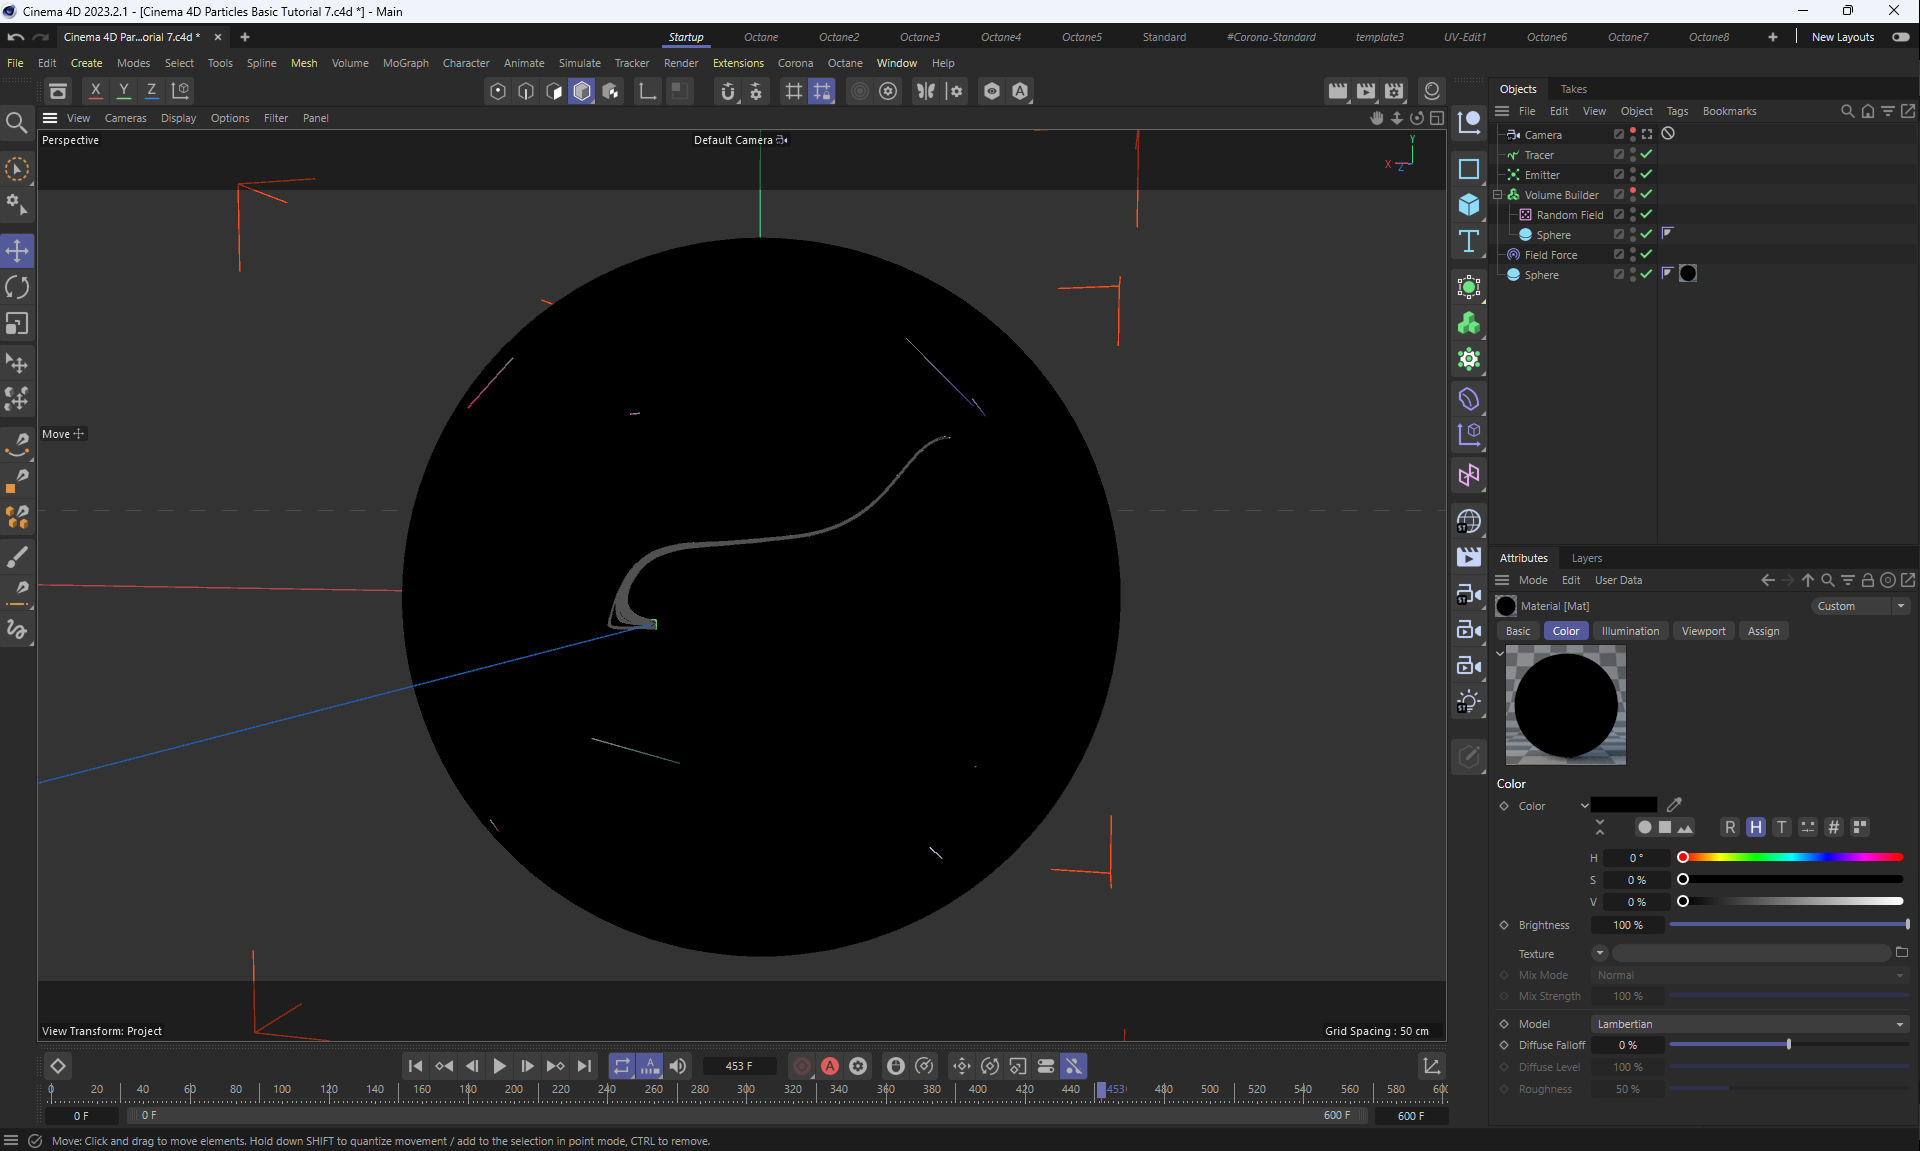 Cinema 4D 2023.2.1 - [Cinema 4D Particles Basic Tutorial 7.c4d *] - Main
Cinema 4D Par...orial 7.c4d *
Startup Octane Octane2 Octane3 Octane4 Octane5 Standard #Corona-Standard template3 UV-Edit1 Octane6 Octane7 Octane8 New Layouts
File Edit Create Modes Select Tools Spline Mesh Volume MoGraph Character Animate Simulate Tracker Render Extensions Corona Octane Window Help
X Y Z
View Cameras Display Options Filter Panel
Perspective
Default Camera
Y
X
Z
Move
View Transform: Project
Grid Spacing : 50 cm
Objects Takes
File Edit View Object Tags Bookmarks
Camera
Tracer
Emitter
Volume Builder
Random Field
Sphere
Field Force
Sphere
Attributes Layers
Mode Edit User Data
Material [Mat]
Custom
Basic Color Illumination Viewport Assign
Color
Color
R H T #
H 0 °
S 0 %
V 0 %
Brightness 100 %
Texture
Mix Mode Normal
Mix Strength 100 %
Model Lambertian
Diffuse Falloff 0 %
Diffuse Level 100 %
Roughness 50 %
453 F
0 20 40 60 80 100 120 140 160 180 200 220 240 260 280 300 320 340 360 380 400 420 440 453 480 500 520 540 560 580 600
0 F 0 F 600 F 600 F
Move: Click and drag to move elements. Hold down SHIFT to quantize movement / add to the selection in point mode, CTRL to remove.